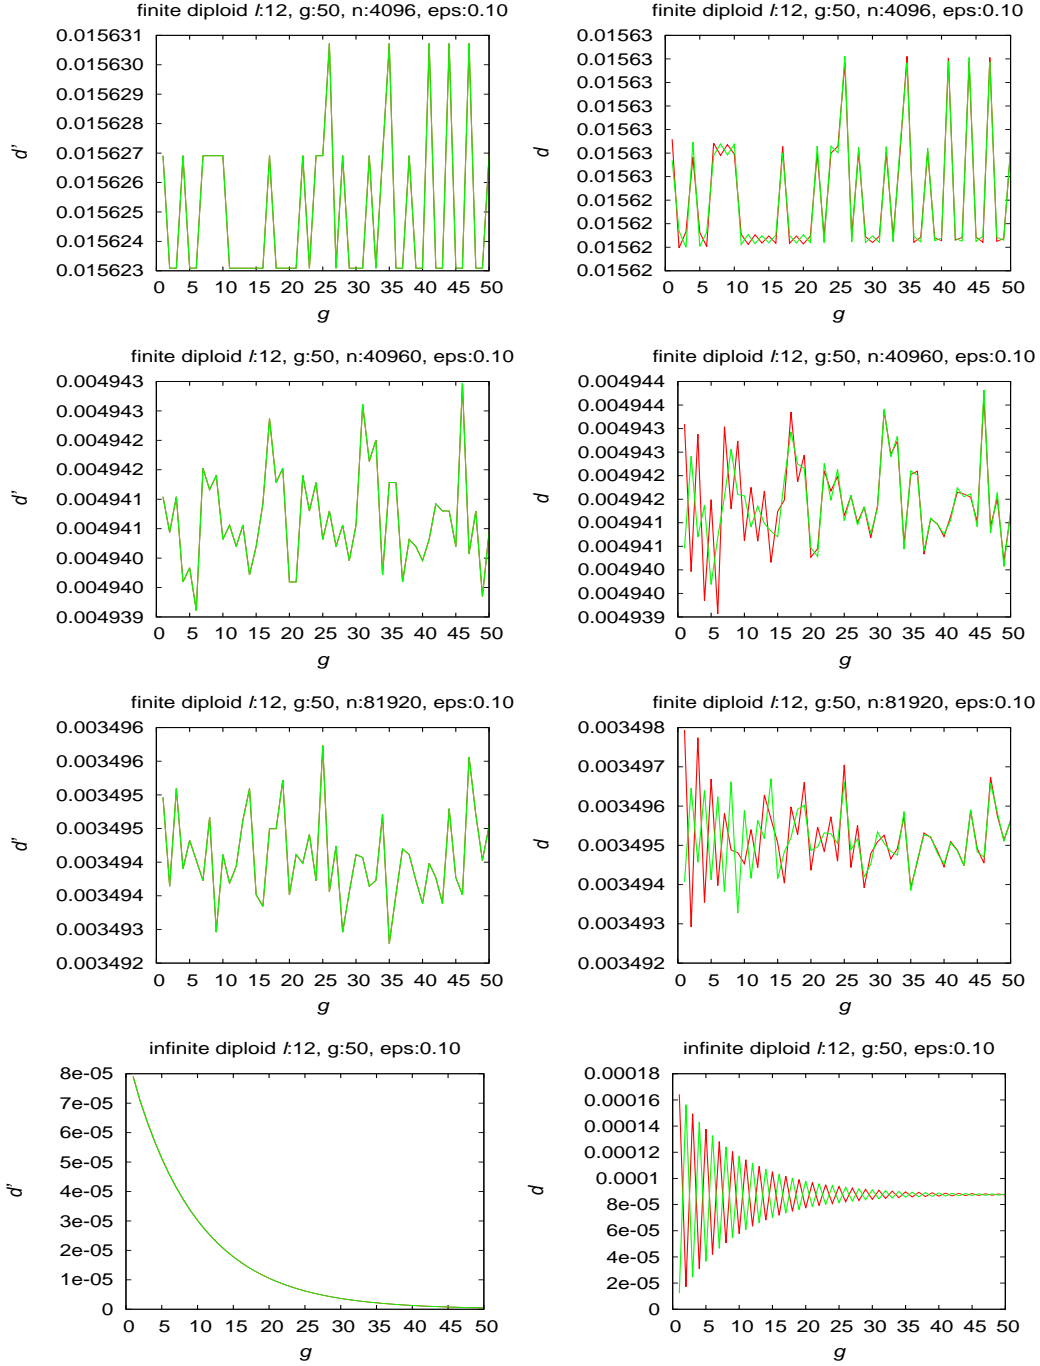 finite diploid l:12, g:50, n:4096, eps:0.10
d'
0.015631
0.015630
0.015629
0.015628
0.015627
0.015626
0.015625
0.015624
0.015623
0 5 10 15 20 25 30 35 40 45 50
g
finite diploid l:12, g:50, n:4096, eps:0.10
d
0.01563
0.01563
0.01563
0.01563
0.01563
0.01563
0.01563
0.01562
0.01562
0.01562
0.01562
0 5 10 15 20 25 30 35 40 45 50
g
finite diploid l:12, g:50, n:40960, eps:0.10
d'
0.004943
0.004943
0.004942
0.004942
0.004941
0.004941
0.004940
0.004940
0.004939
0 5 10 15 20 25 30 35 40 45 50
g
finite diploid l:12, g:50, n:40960, eps:0.10
d
0.004944
0.004944
0.004943
0.004943
0.004942
0.004942
0.004941
0.004941
0.004940
0.004940
0.004939
0 5 10 15 20 25 30 35 40 45 50
g
finite diploid l:12, g:50, n:81920, eps:0.10
d'
0.003496
0.003495
0.003495
0.003494
0.003494
0.003493
0.003492
0 5 10 15 20 25 30 35 40 45 50
g
finite diploid l:12, g:50, n:81920, eps:0.10
d
0.003498
0.003497
0.003496
0.003495
0.003494
0.003493
0.003492
0 5 10 15 20 25 30 35 40 45 50
g
infinite diploid l:12, g:50, eps:0.10
d'
8e-05
7e-05
6e-05
5e-05
4e-05
3e-05
2e-05
1e-05
0
0 5 10 15 20 25 30 35 40 45 50
g
infinite diploid l:12, g:50, eps:0.10
d
0.00018
0.00016
0.00014
0.00012
0.0001
8e-05
6e-05
4e-05
2e-05
0
0 5 10 15 20 25 30 35 40 45 50
g